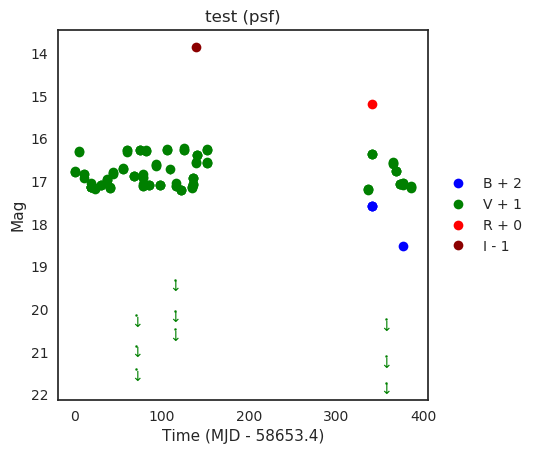 test (psf)
14
15
16
17
18
19
20
21
22
Mag
0
100
200
300
400
Time (MJD - 58653.4)
B + 2
V + 1
R + 0
I - 1